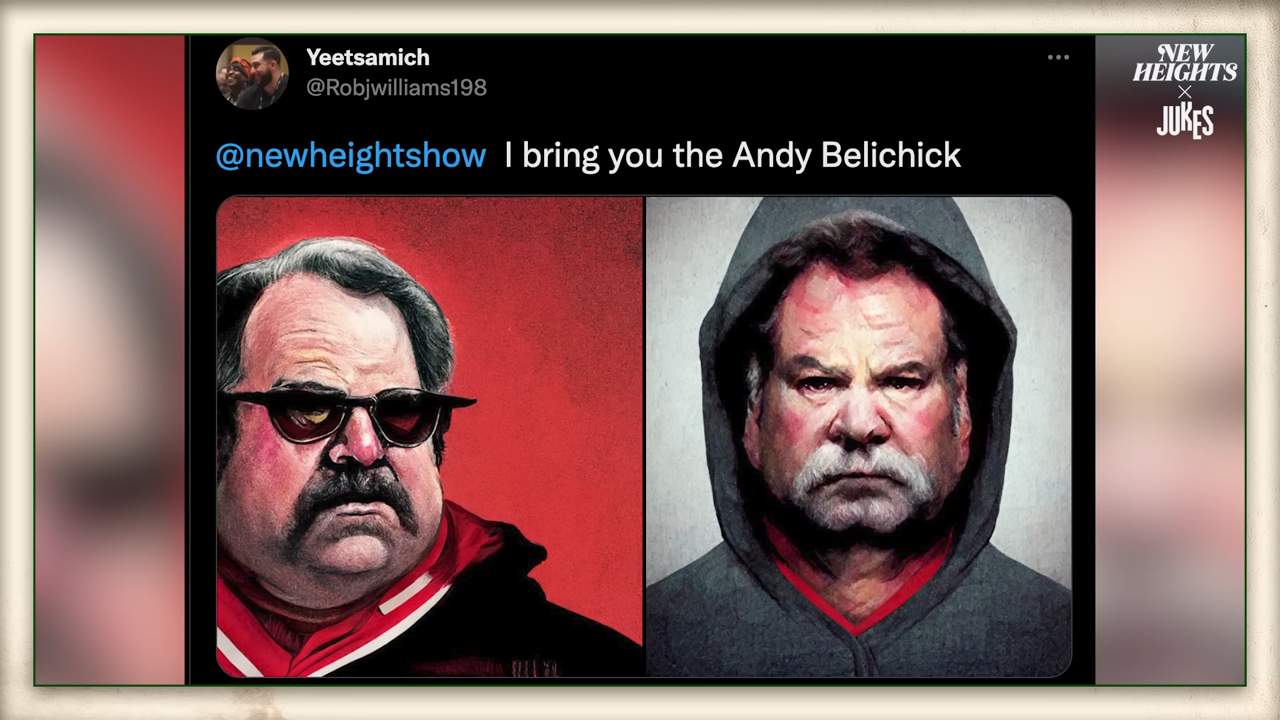 Yeetsamich
@Robjwilliams198
@newheightshow I bring you the Andy Belichick
NEW
HEIGHTS
×
JUKES